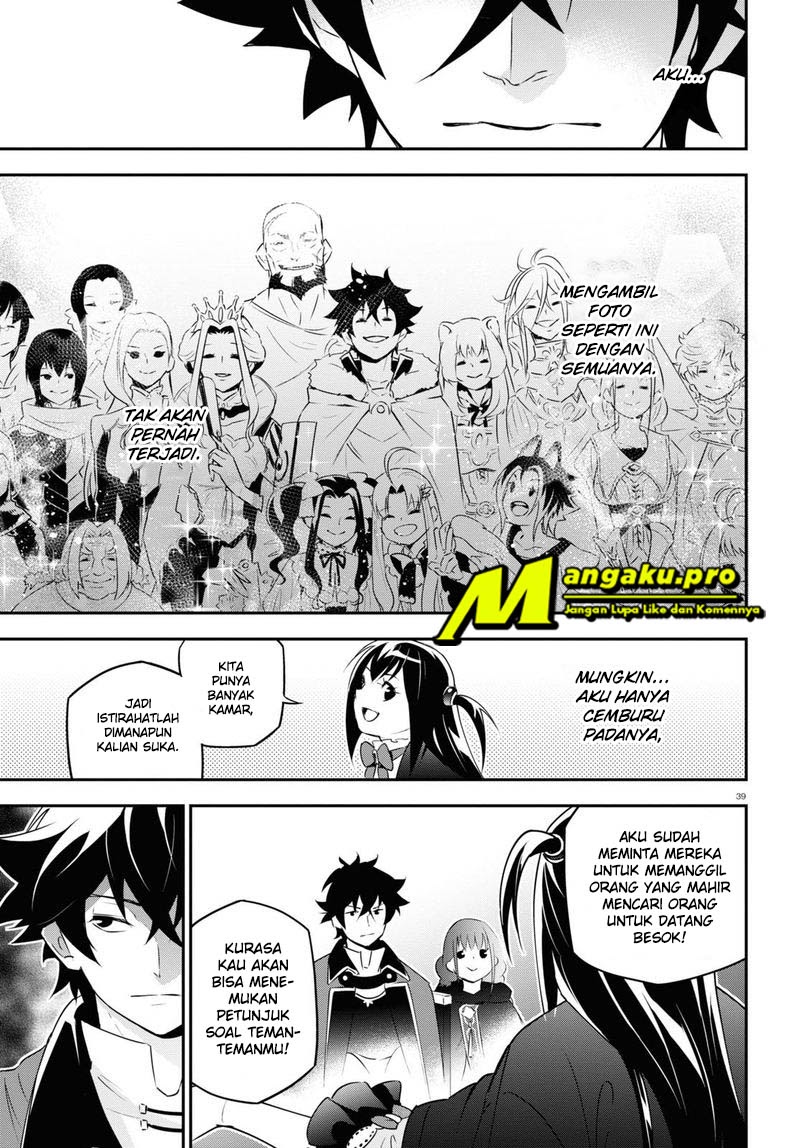 AKU...
MENGAMBIL
FOTO
SEPERTI INI
DENGAN
SEMUANYA.
TAK AKAN
PERNAH
TERJADI.
Mangaku.pro
Jangan Lupa Like dan Komennya
MUNGKIN...
AKU HANYA
CEMBURU
PADANYA,
KITA
PUNYA
BANYAK
KAMAR,
JADI
ISTIRAHATLAH
DIMANAPUN
KALIAN SUKA.
39
AKU SUDAH
MEMINTA MEREKA
UNTUK MEMANGGIL
ORANG YANG MAHIR
MENCARI ORANG
UNTUK DATANG
BESOK!
KURASA
KAU AKAN
BISA MENE-
MUKAN
PETUNJUK
SOAL TEMAN-
TEMANMU!